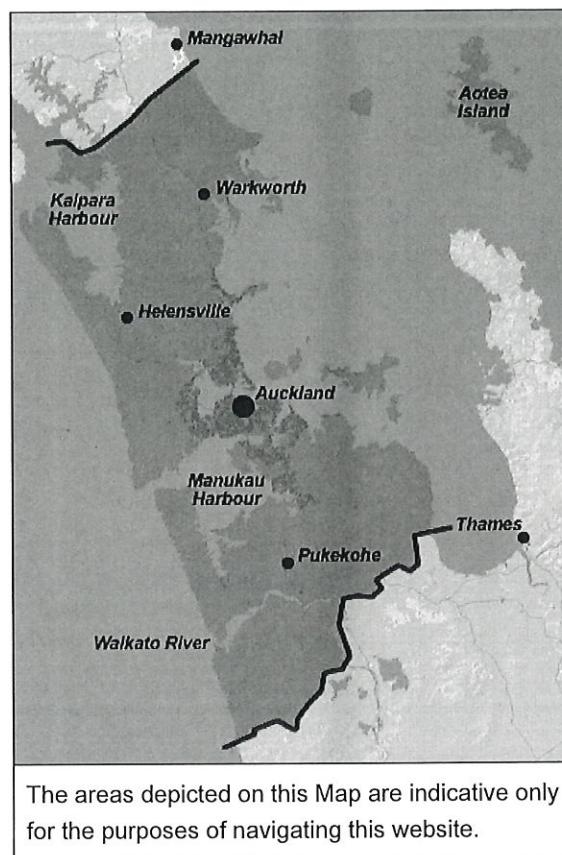 Mangawhai
Aotea
Island
Warkworth
Kaipara
Harbour
Helensville
Auckland
Manukau
Harbour
Thames
Pukekohe
Waikato River
The areas depicted on this Map are indicative only
for the purposes of navigating this website.